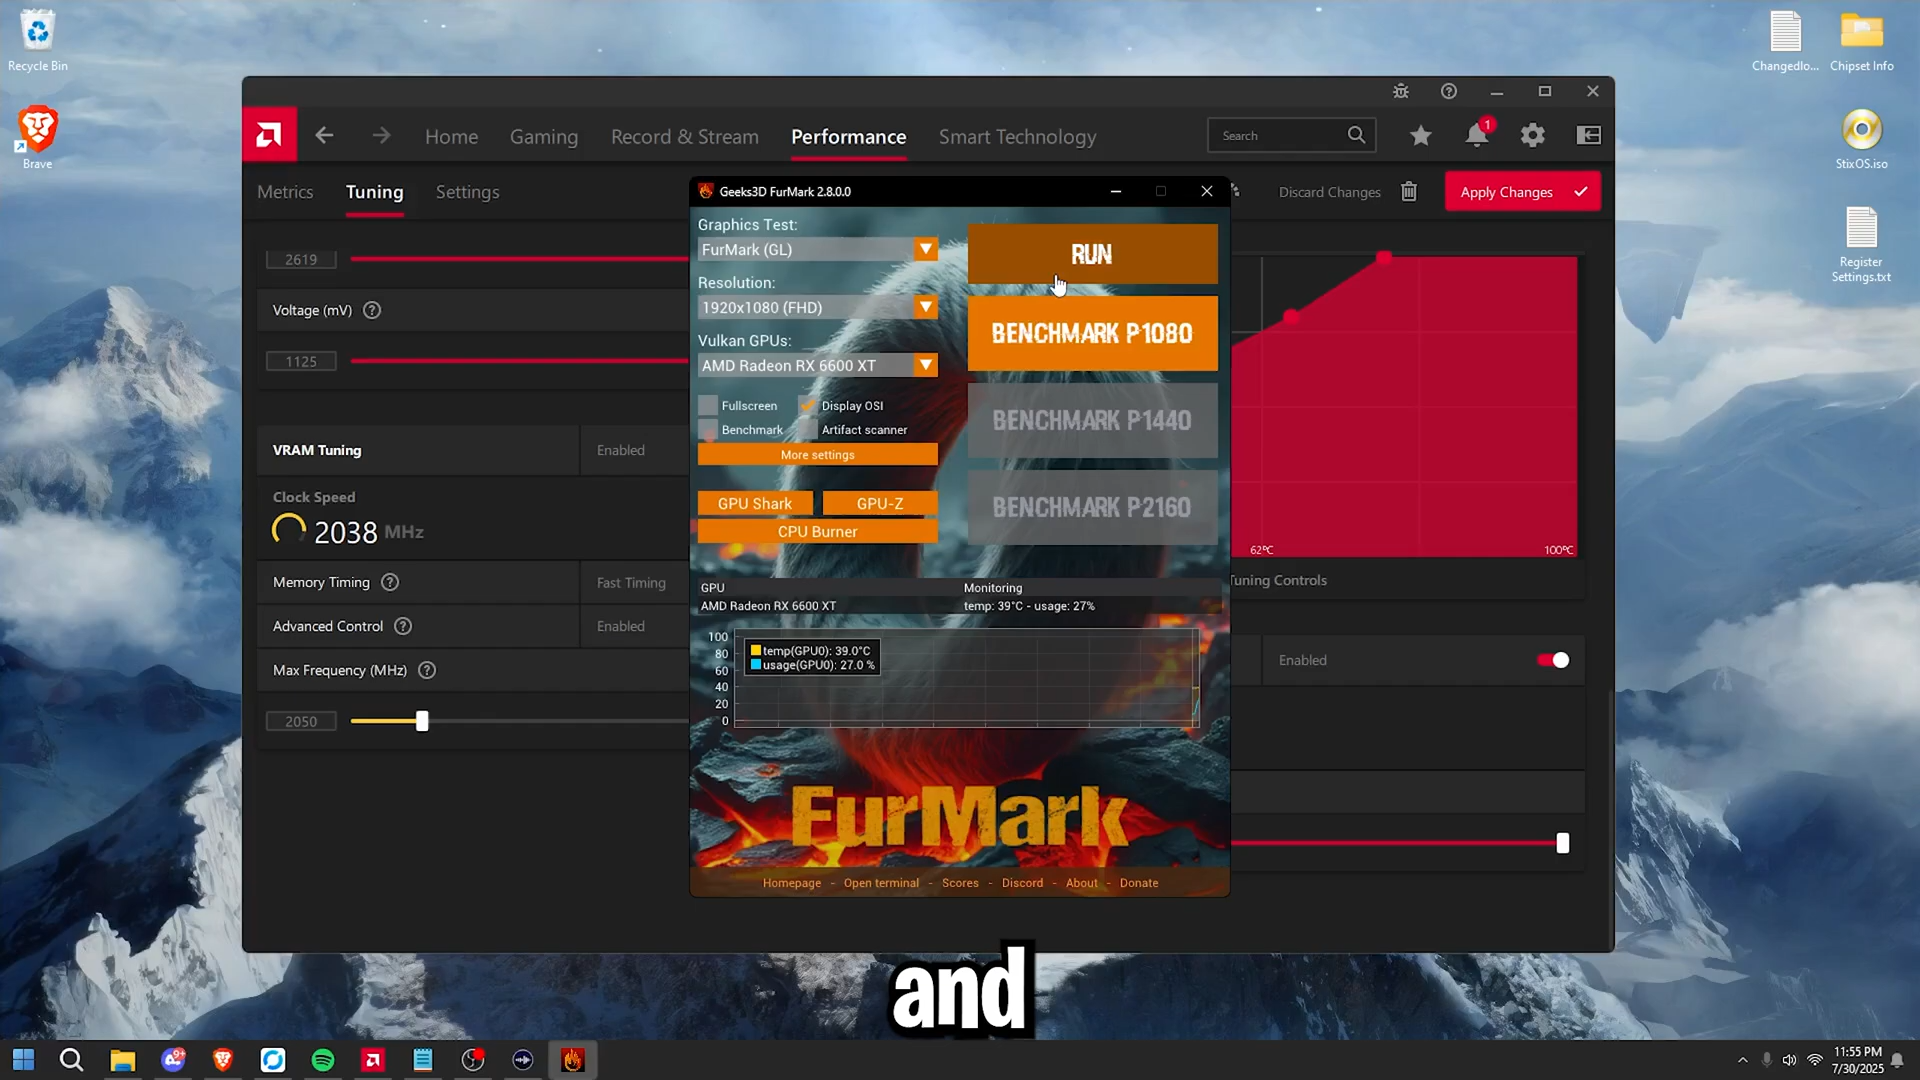 Recycle Bin
Brave
Changedlo...
Chipset Info
StixOS.iso
Register
Settings.txt
Home
Gaming
Record & Stream
Performance
Smart Technology
Search
1
Metrics
Tuning
Settings
Discard Changes
Apply Changes
2619
Voltage (mV)
1125
VRAM Tuning
Enabled
Clock Speed
2038 MHz
Memory Timing
Fast Timing
Advanced Control
Enabled
Max Frequency (MHz)
2050
Geeks3D FurMark 2.8.0.0
Graphics Test:
FurMark (GL)
Resolution:
1920x1080 (FHD)
Vulkan GPUs:
AMD Radeon RX 6600 XT
Fullscreen
Display OSI
Benchmark
Artifact scanner
More settings
GPU Shark
GPU-Z
CPU Burner
RUN
BENCHMARK P1080
BENCHMARK P1440
BENCHMARK P2160
GPU
Monitoring
AMD Radeon RX 6600 XT
temp: 39°C - usage: 27%
100
80
60
40
20
0
temp(GPU0): 39.0°C
usage(GPU0): 27.0 %
FurMark
Homepage - Open terminal - Scores - Discord - About - Donate
62°C
100°C
Tuning Controls
Enabled
and
9+
11:55 PM
7/30/2025